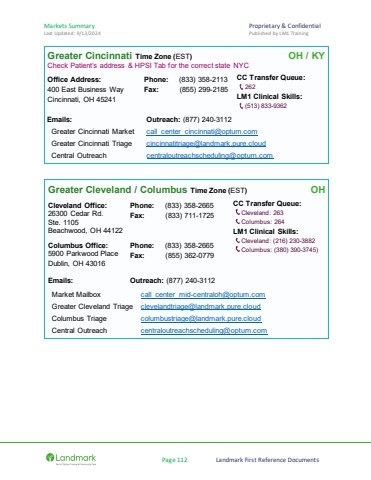 Markets Summary
Proprietary & Confidential
Last Updated: 9/13/2024
Published by LMK Training
Greater Cincinnati Time Zone (EST) OH / KY
Check Patient's address & HPSI Tab for the correct state NYC
Office Address: Phone: (833) 358-2113 CC Transfer Queue:
400 East Business Way Fax: (855) 299-2185 262
Cincinnati, OH 45241 LM1 Clinical Skills:
(513) 833-9362
Emails: Outreach: (877) 240-3112
Greater Cincinnati Market call_center_cincinnati@optum.com
Greater Cincinnati Triage cincinnatitriage@landmark.pure.cloud
Central Outreach centraloutreachscheduling@optum.com
Greater Cleveland / Columbus Time Zone (EST) OH
Cleveland Office: Phone: (833) 358-2665 CC Transfer Queue:
26300 Cedar Rd. Fax: (833) 711-1725 Cleveland: 263
Ste. 1105 Columbus: 264
Beachwood, OH 44122 LM1 Clinical Skills:
Cleveland: (216) 230-3882
Columbus Office: Phone: (833) 358-2665 Columbus: (380) 390-3745)
5900 Parkwood Place Fax: (855) 362-0779
Dublin, OH 43016
Emails: Outreach: (877) 240-3112
Market Mailbox call_center_mid-centraloh@optum.com
Greater Cleveland Triage clevelandtriage@landmark.pure.cloud
Columbus Triage columbustriage@landmark.pure.cloud
Central Outreach centraloutreachscheduling@optum.com
Landmark
Page 112
Landmark First Reference Documents